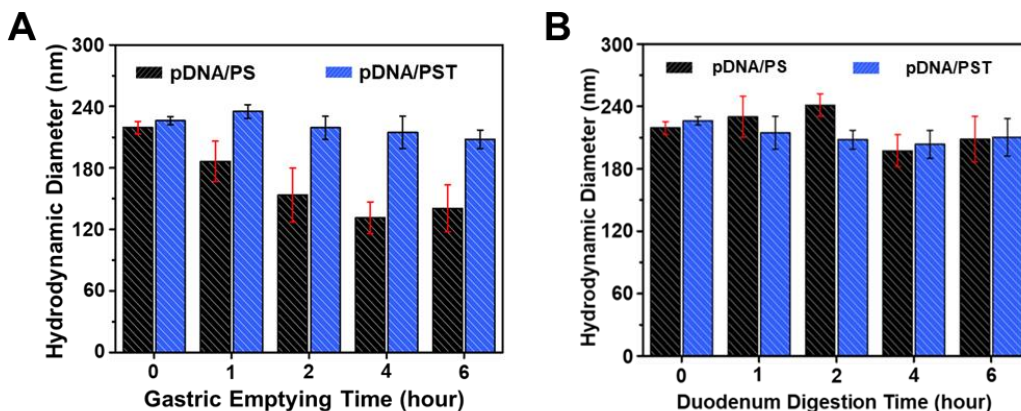 A
Hydrodynamic Diameter (nm)
300
240
180
120
60
0
pDNA/PS
pDNA/PST
0 1 2 4 6
Gastric Emptying Time (hour)
B
Hydrodynamic Diameter (nm)
300
240
180
120
60
0
pDNA/PS
pDNA/PST
0 1 2 4 6
Duodenum Digestion Time (hour)